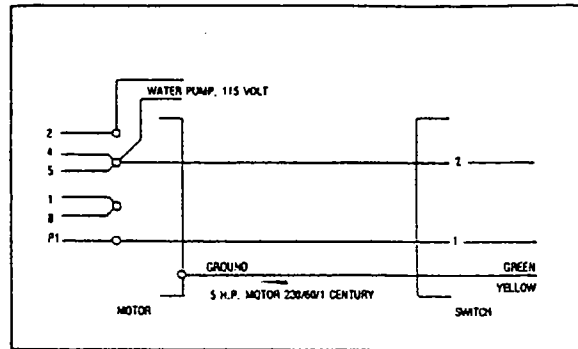 WATER PUMP, 115 VOLT
2
4
5
2
1
8
P1
1
GROUND
GREEN
YELLOW
5 H.P. MOTOR 230/60/1 CENTURY
MOTOR
SWITCH